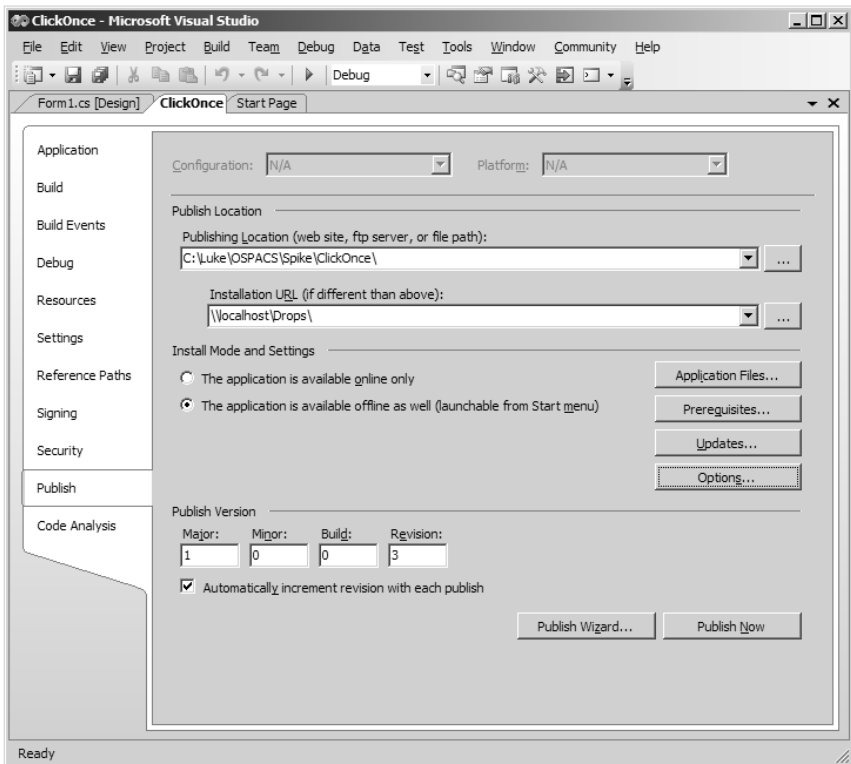 ClickOnce - Microsoft Visual Studio
File Edit View Project Build Team Debug Data Test Tools Window Community Help
Debug
Form1.cs [Design] ClickOnce Start Page
Application
Build
Build Events
Debug
Resources
Settings
Reference Paths
Signing
Security
Publish
Code Analysis
Configuration: N/A Platform: N/A
Publish Location
Publishing Location (web site, ftp server, or file path):
C:\Luke\OSPACS\Spike\ClickOnce\
...
Installation URL (if different than above):
\\localhost\Drops\
...
Install Mode and Settings
The application is available online only
The application is available offline as well (launchable from Start menu)
Application Files...
Prerequisites...
Updates...
Options...
Publish Version
Major: Minor: Build: Revision:
1 0 0 3
Automatically increment revision with each publish
Publish Wizard... Publish Now
Ready